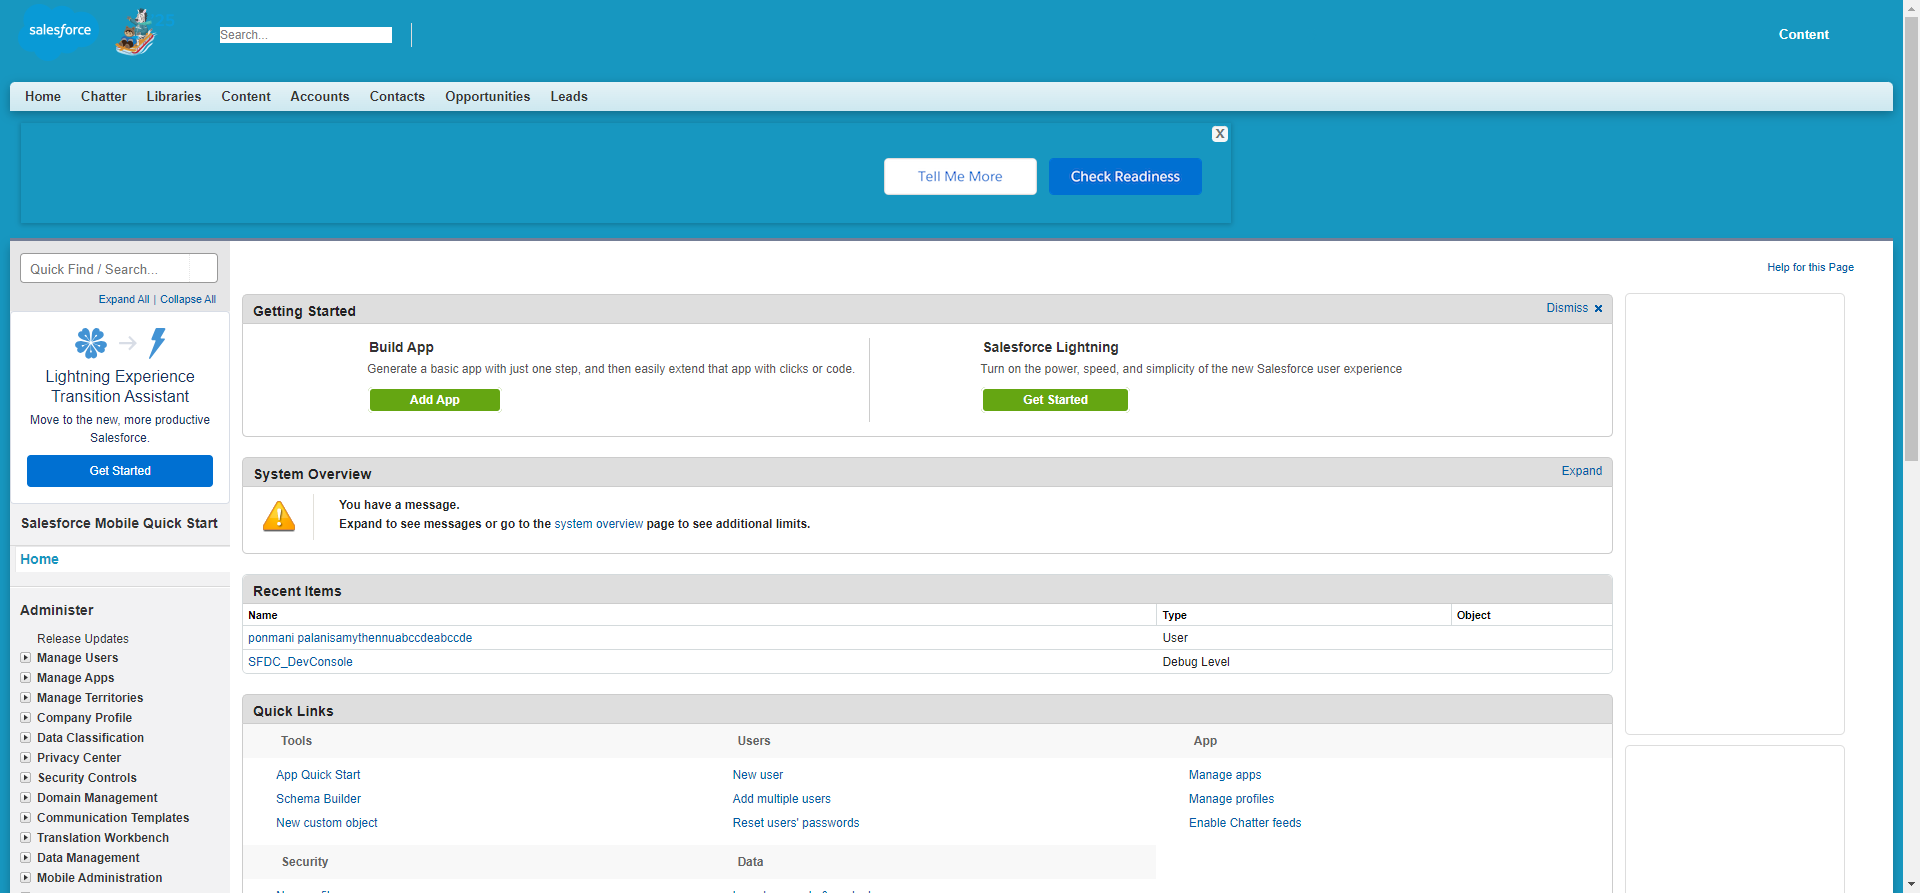 salesforce
Search...
Content
Home Chatter Libraries Content Accounts Contacts Opportunities Leads
X
Tell Me More Check Readiness
Quick Find / Search...
Expand All | Collapse All
Lightning Experience
Transition Assistant
Move to the new, more productive
Salesforce.
Get Started
Salesforce Mobile Quick Start
Home
Administer
Release Updates
Manage Users
Manage Apps
Manage Territories
Company Profile
Data Classification
Privacy Center
Security Controls
Domain Management
Communication Templates
Translation Workbench
Data Management
Mobile Administration
Help for this Page
Getting Started Dismiss
Build App
Generate a basic app with just one step, and then easily extend that app with clicks or code.
Add App
Salesforce Lightning
Turn on the power, speed, and simplicity of the new Salesforce user experience
Get Started
System Overview Expand
You have a message.
Expand to see messages or go to the system overview page to see additional limits.
Recent Items
Name Type Object
ponmani palanisamythennuabccdeabccde User
SFDC_DevConsole Debug Level
Quick Links
Tools Users App
App Quick Start New user Manage apps
Schema Builder Add multiple users Manage profiles
New custom object Reset users' passwords Enable Chatter feeds
Security Data